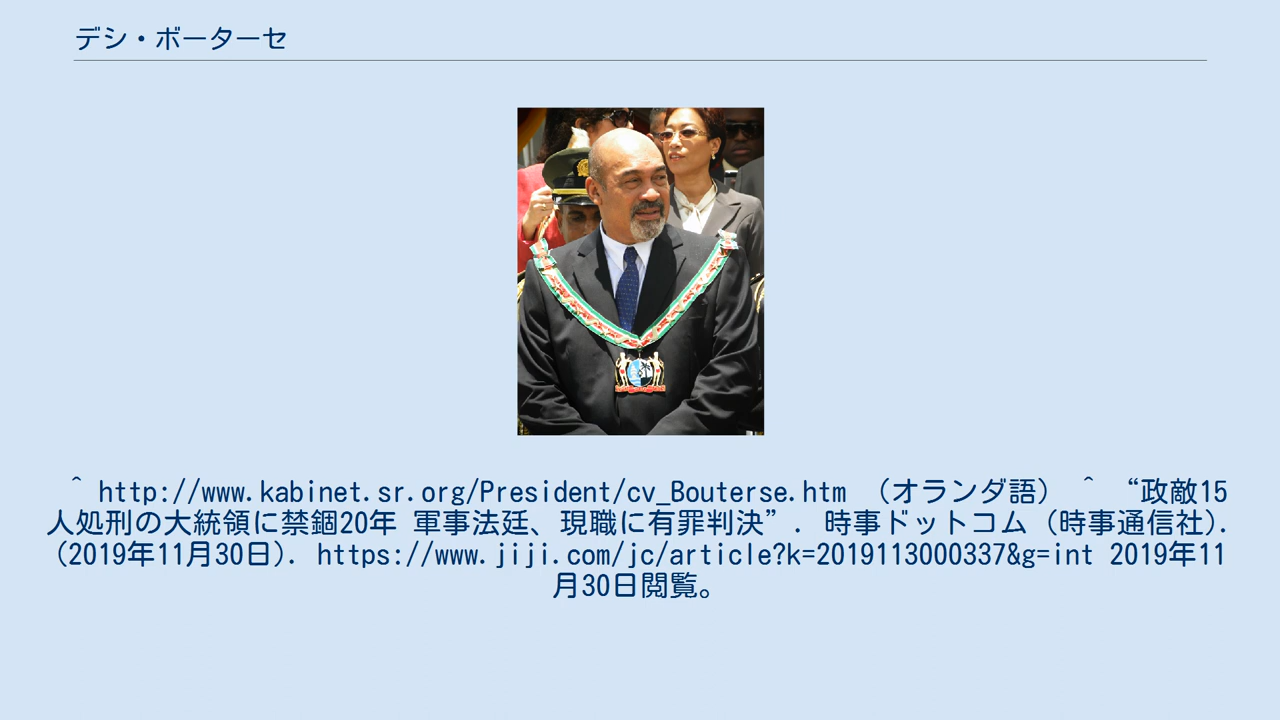 デシ・ボーターセ
^ http://www.kabinet.sr.org/President/cv_Bouterse.htm （オランダ語） ^ “政敵15
人処刑の大統領に禁錮20年 軍事法廷、現職に有罪判決”. 時事ドットコム (時事通信社).
(2019年11月30日). https://www.jiji.com/jc/article?k=2019113000337&g=int 2019年11
月30日閲覧。